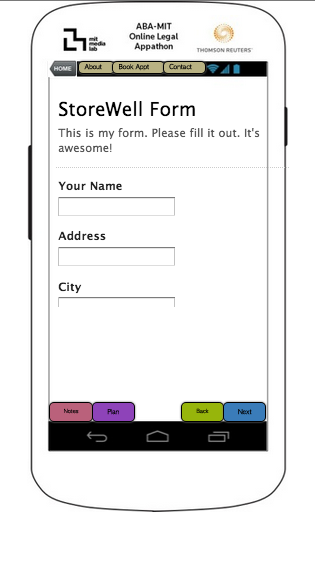 mit
media
lab
ABA-MIT
Online Legal
Appathon
THOMSON REUTERS™
HOME
About
Book Appt
Contact
StoreWell Form
This is my form. Please fill it out. It's
awesome!
Your Name
Address
City
Notes
Plan
Back
Next